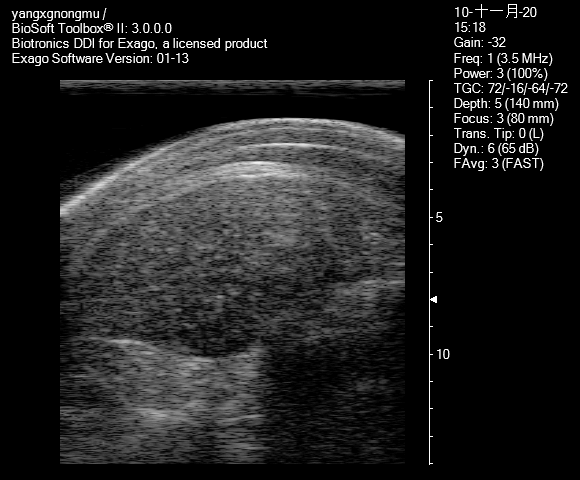 yangxgnongmu /
BioSoft Toolbox® II: 3.0.0.0
Biotronics DDI for Exago, a licensed product
Exago Software Version: 01-13
10-十一月-20
15:18
Gain: -32
Freq: 1 (3.5 MHz)
Power: 3 (100%)
TGC: 72/-16/-64/-72
Depth: 5 (140 mm)
Focus: 3 (80 mm)
Trans. Tip: 0 (L)
Dyn.: 6 (65 dB)
FAvg: 3 (FAST)
5
10